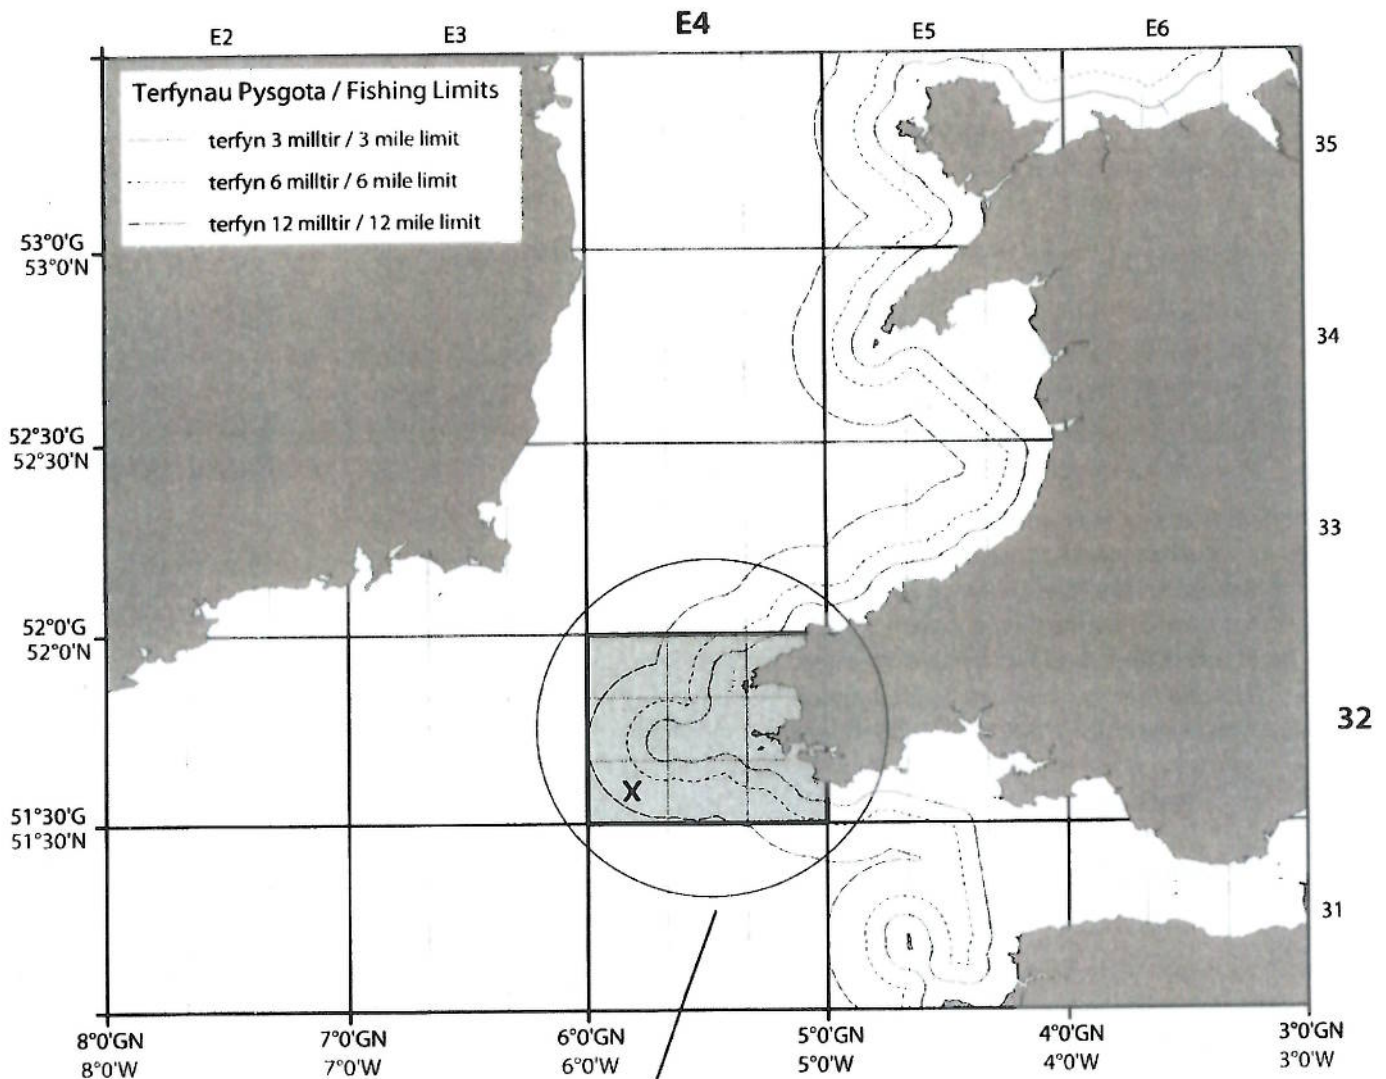 E2 E3 E4 E5 E6
Terfynau Pysgota / Fishing Limits
terfyn 3 milltir / 3 mile limit
terfyn 6 milltir / 6 mile limit
terfyn 12 milltir / 12 mile limit
35
53°0'G
53°0'N
34
52°30'G
52°30'N
33
52°0'G
52°0'N
32
X
51°30'G
51°30'N
31
8°0'GN 7°0'GN 6°0'GN 5°0'GN 4°0'GN 3°0'GN
8°0'W 7°0'W 6°0'W 5°0'W 4°0'W 3°0'W